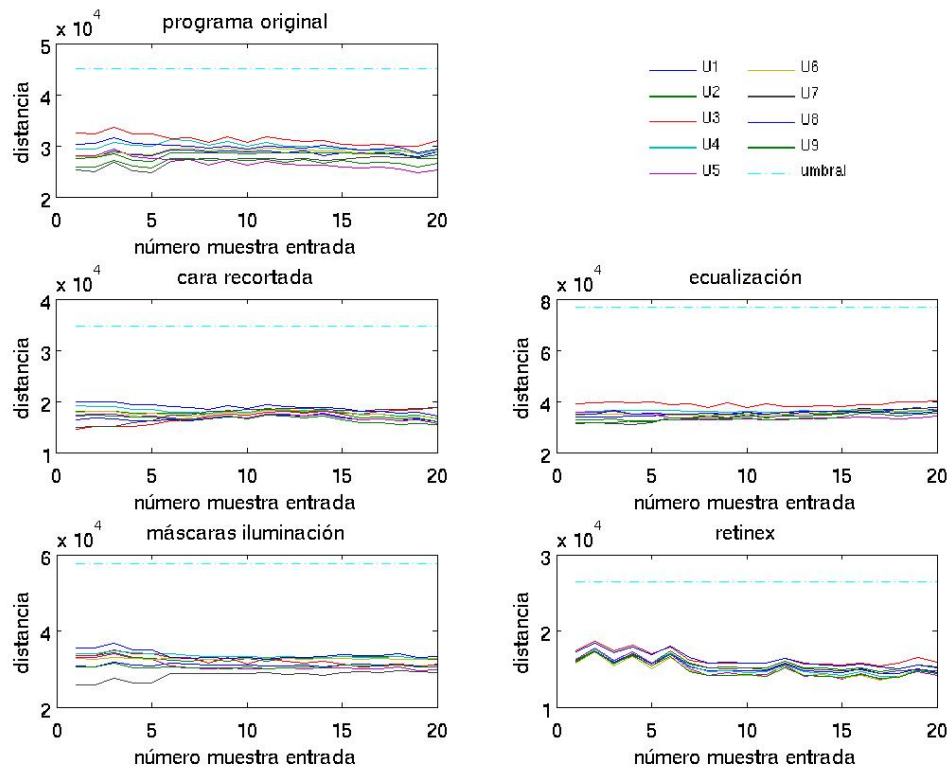 x 10^4
programa original
5
4
3
2
distancia
0 5 10 15 20
número muestra entrada
U1 U6
U2 U7
U3 U8
U4 U9
U5 umbral
x 10^4
cara recortada
4
3
2
1
distancia
0 5 10 15 20
número muestra entrada
x 10^4
ecualización
8
6
4
2
distancia
0 5 10 15 20
número muestra entrada
x 10^4
máscaras iluminación
6
4
2
distancia
0 5 10 15 20
número muestra entrada
x 10^4
retinex
3
2
1
distancia
0 5 10 15 20
número muestra entrada